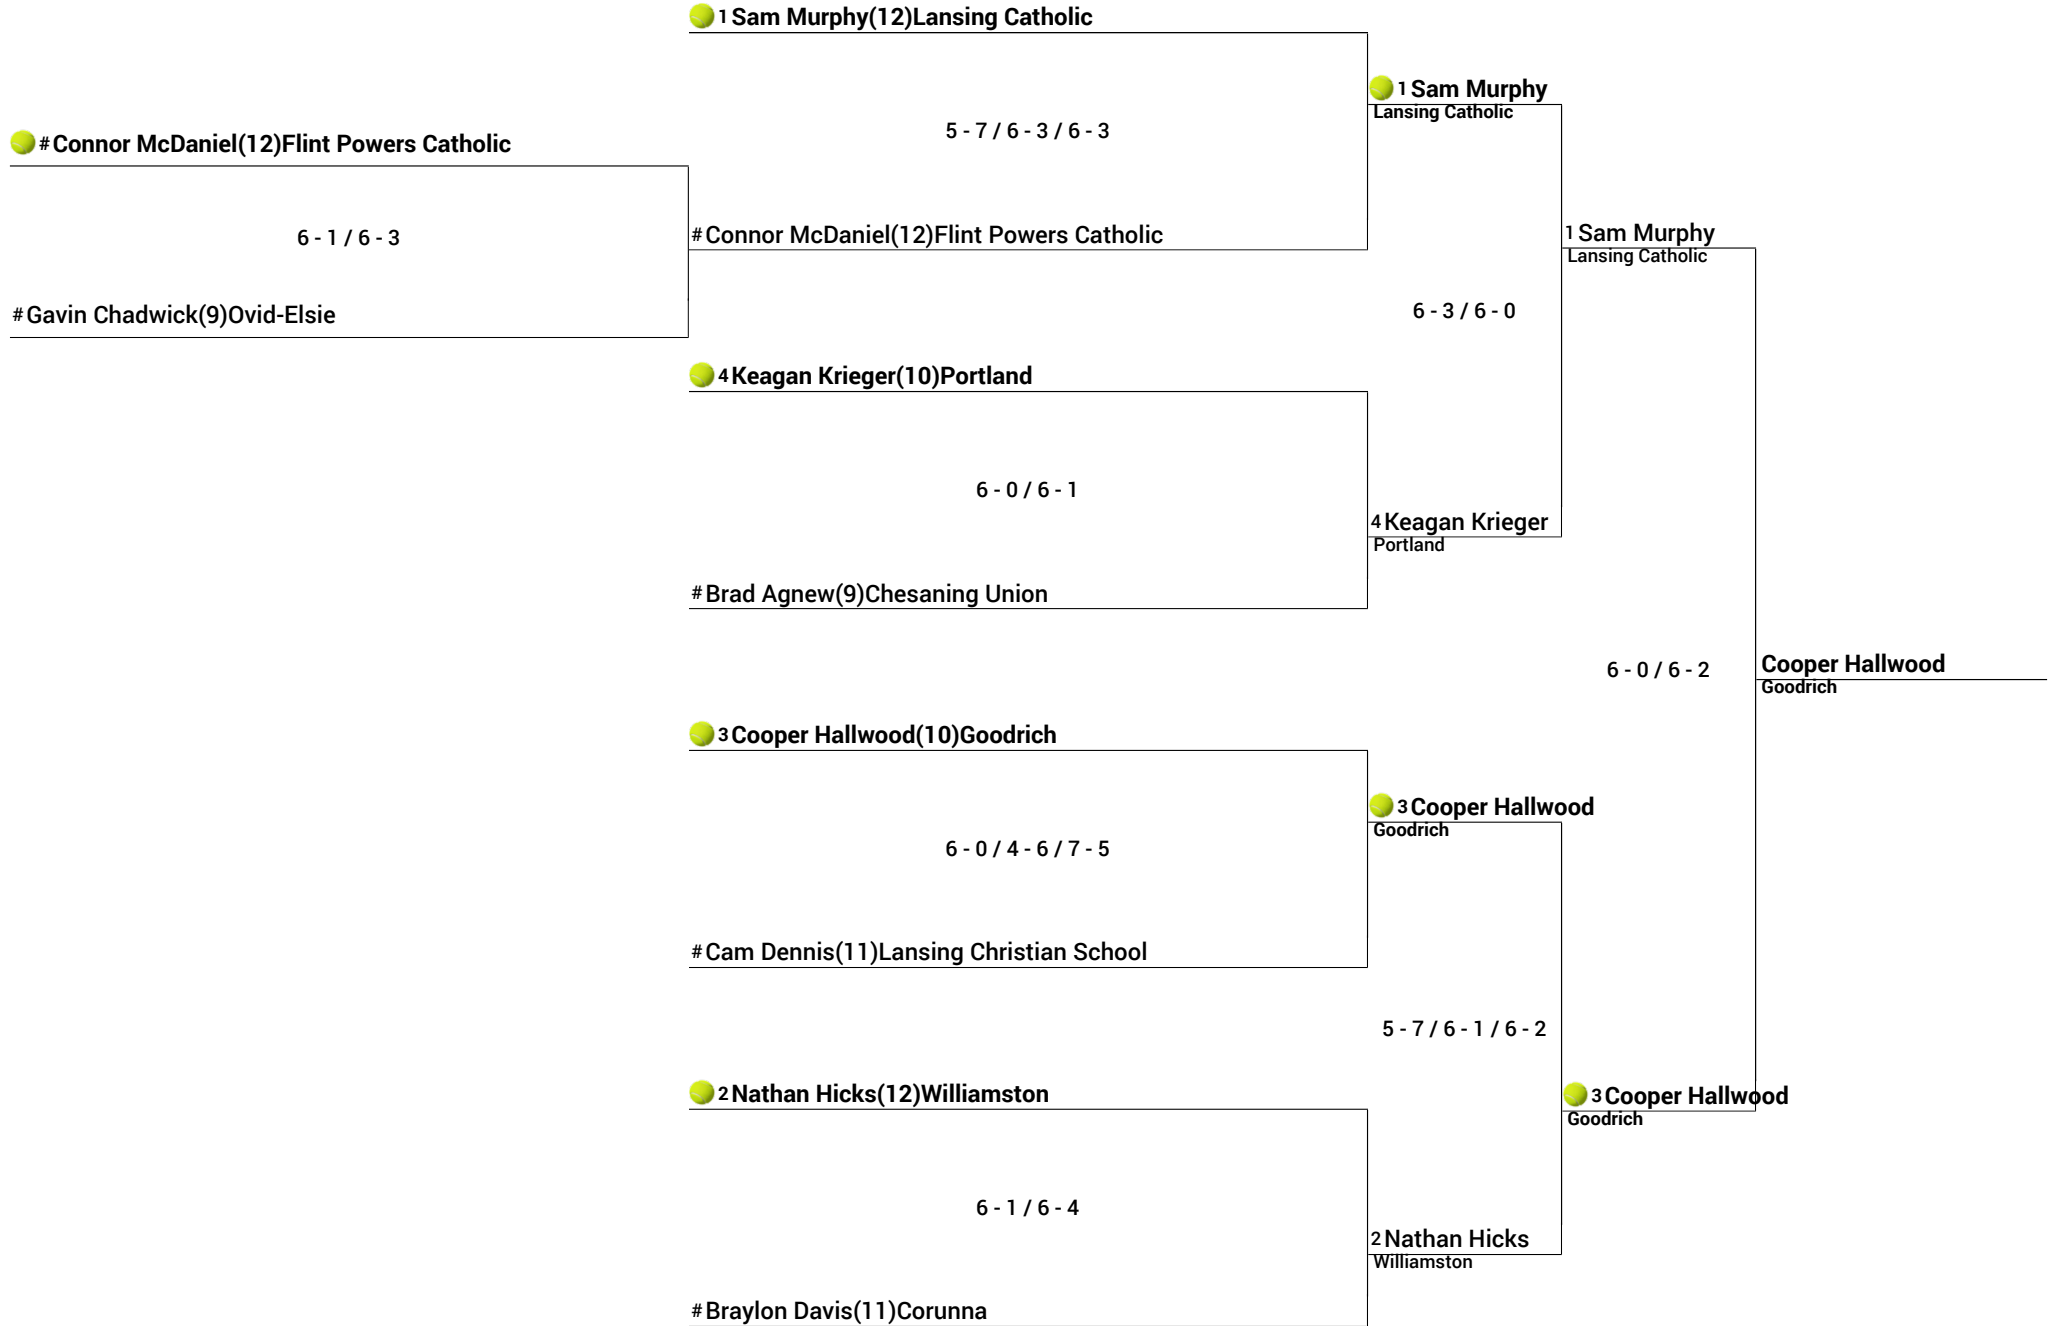 1 Sam Murphy(12)Lansing Catholic
1 Sam Murphy
Lansing Catholic
5 - 7 / 6 - 3 / 6 - 3
# Connor McDaniel(12)Flint Powers Catholic
6 - 1 / 6 - 3
# Connor McDaniel(12)Flint Powers Catholic
1 Sam Murphy
Lansing Catholic
# Gavin Chadwick(9)Ovid-Elsie
6 - 3 / 6 - 0
4 Keagan Krieger(10)Portland
6 - 0 / 6 - 1
4 Keagan Krieger
Portland
# Brad Agnew(9)Chesaning Union
6 - 0 / 6 - 2
Cooper Hallwood
Goodrich
3 Cooper Hallwood(10)Goodrich
3 Cooper Hallwood
Goodrich
6 - 0 / 4 - 6 / 7 - 5
# Cam Dennis(11)Lansing Christian School
5 - 7 / 6 - 1 / 6 - 2
2 Nathan Hicks(12)Williamston
3 Cooper Hallwood
Goodrich
6 - 1 / 6 - 4
2 Nathan Hicks
Williamston
# Braylon Davis(11)Corunna